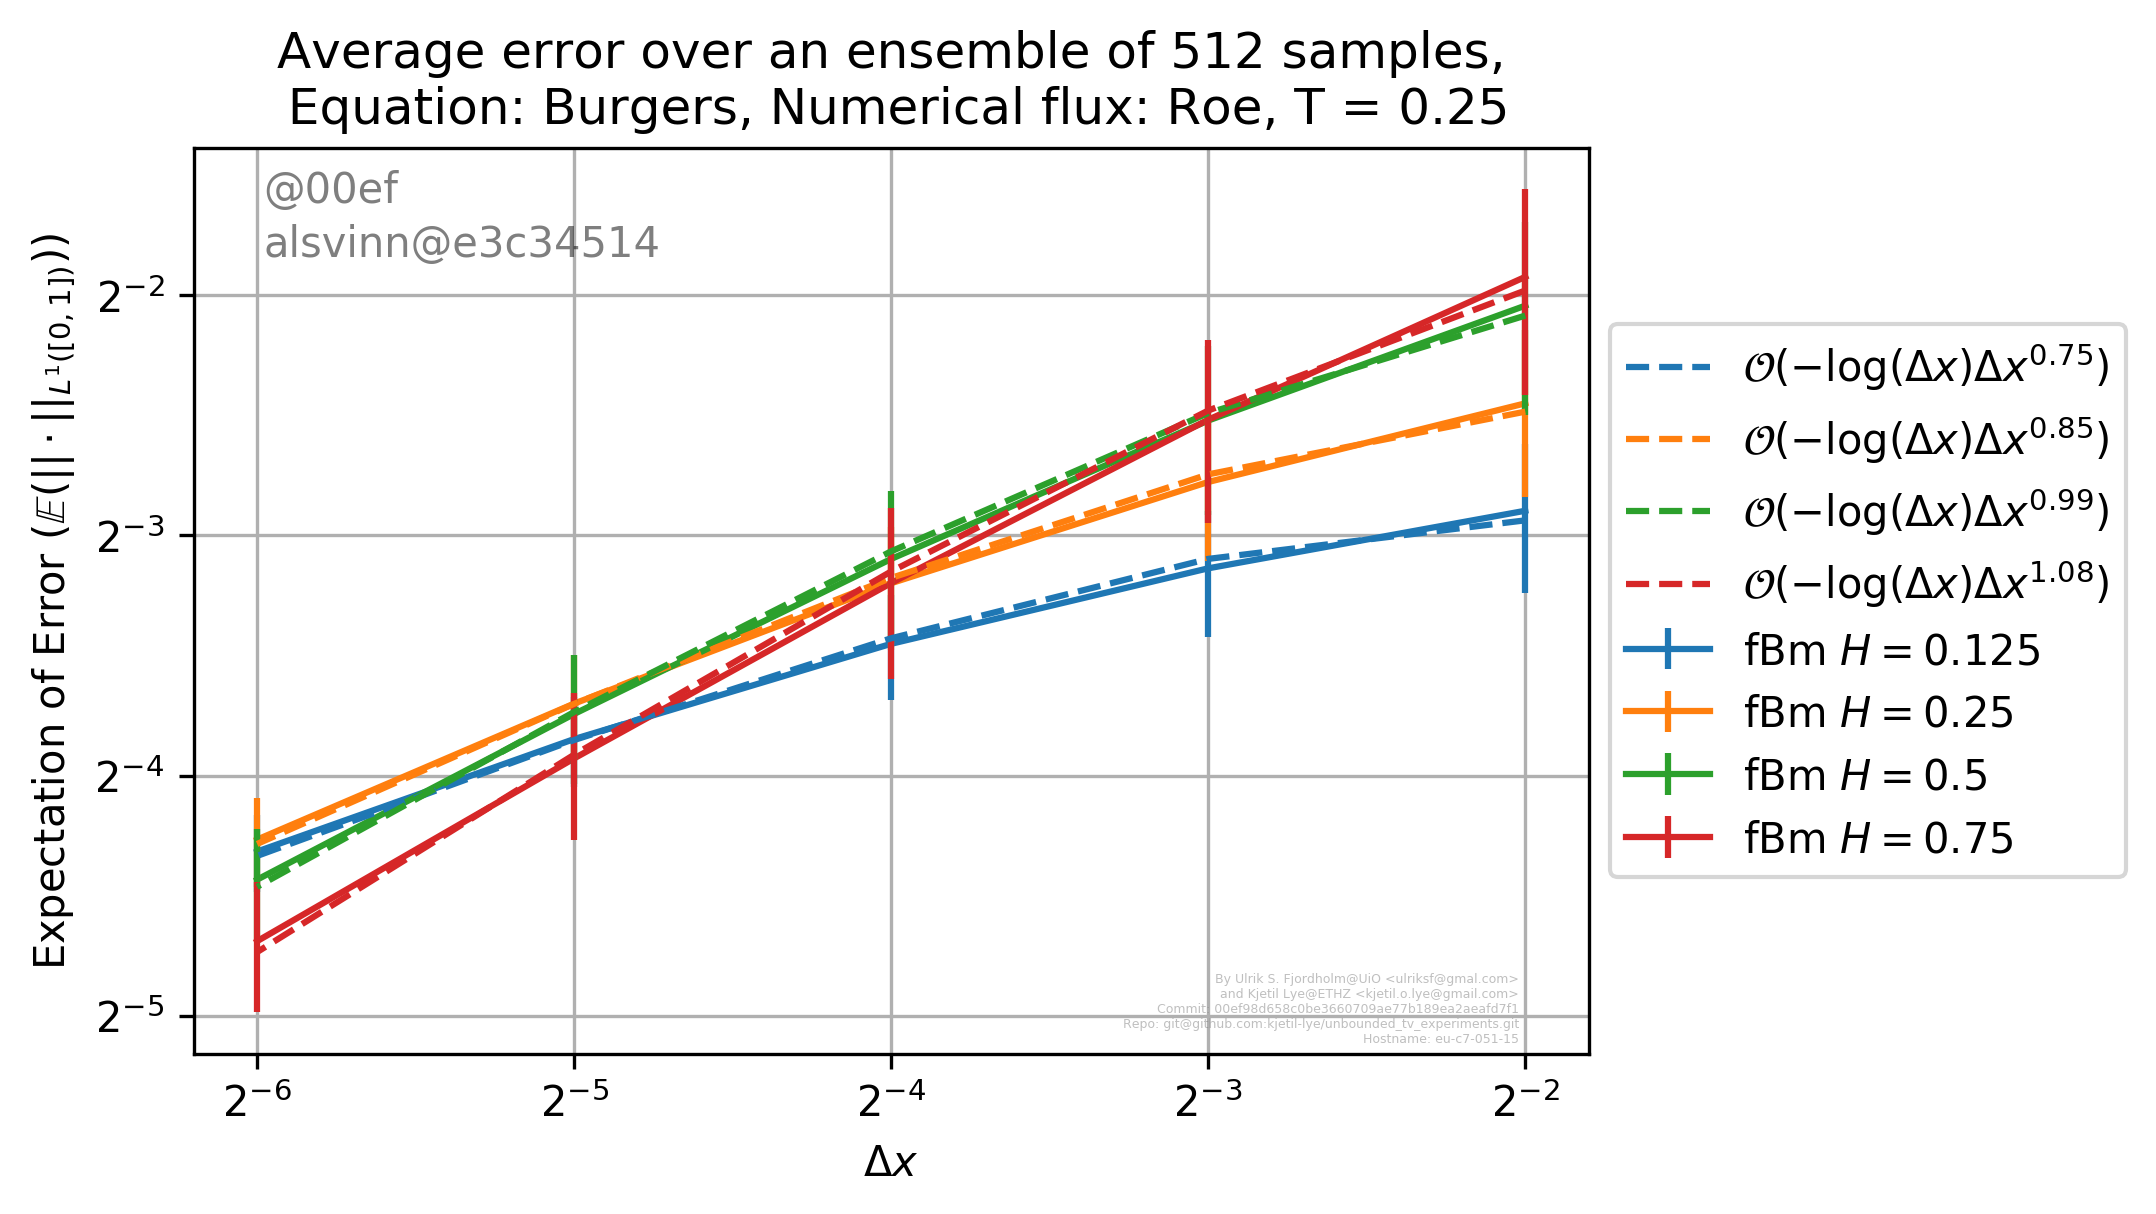 Average error over an ensemble of 512 samples,
Equation: Burgers, Numerical flux: Roe, T = 0.25
@00ef
alsvinn@e3c34514
Expectation of Error (𝔼(||·||_{L^1([0,1])}))
2^{-2}
2^{-3}
2^{-4}
2^{-5}
2^{-6}
2^{-5}
2^{-4}
2^{-3}
2^{-2}
Δx
𝒪(−log(Δx)Δx^{0.75})
𝒪(−log(Δx)Δx^{0.85})
𝒪(−log(Δx)Δx^{0.99})
𝒪(−log(Δx)Δx^{1.08})
fBm H = 0.125
fBm H = 0.25
fBm H = 0.5
fBm H = 0.75
By Ulrik S. Fjordholm@UiO <ulriksf@gmal.com>
and Kjetil Lye@ETHZ <kjetil.o.lye@gmail.com>
Commit: 00ef98d658c0be3660709ae77b189ea2aeafd7f1
Repo: git@github.com:kjetil-lye/unbounded_tv_experiments.git
Hostname: eu-c7-051-15